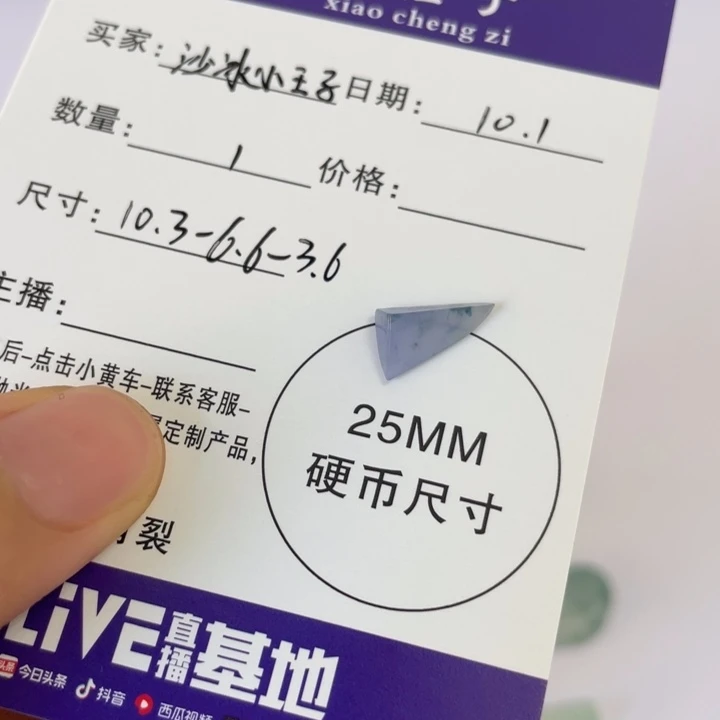 xiao cheng zi
买家：沙冰小王子 日期：10.1
数量：1 价格：
尺寸：10.3-6.6-3.6
主播：
后-点击小黄车-联系客服-
定制产品，
裂
25MM
硬币尺寸
LiVE直播基地
今日头条 抖音 西瓜视频